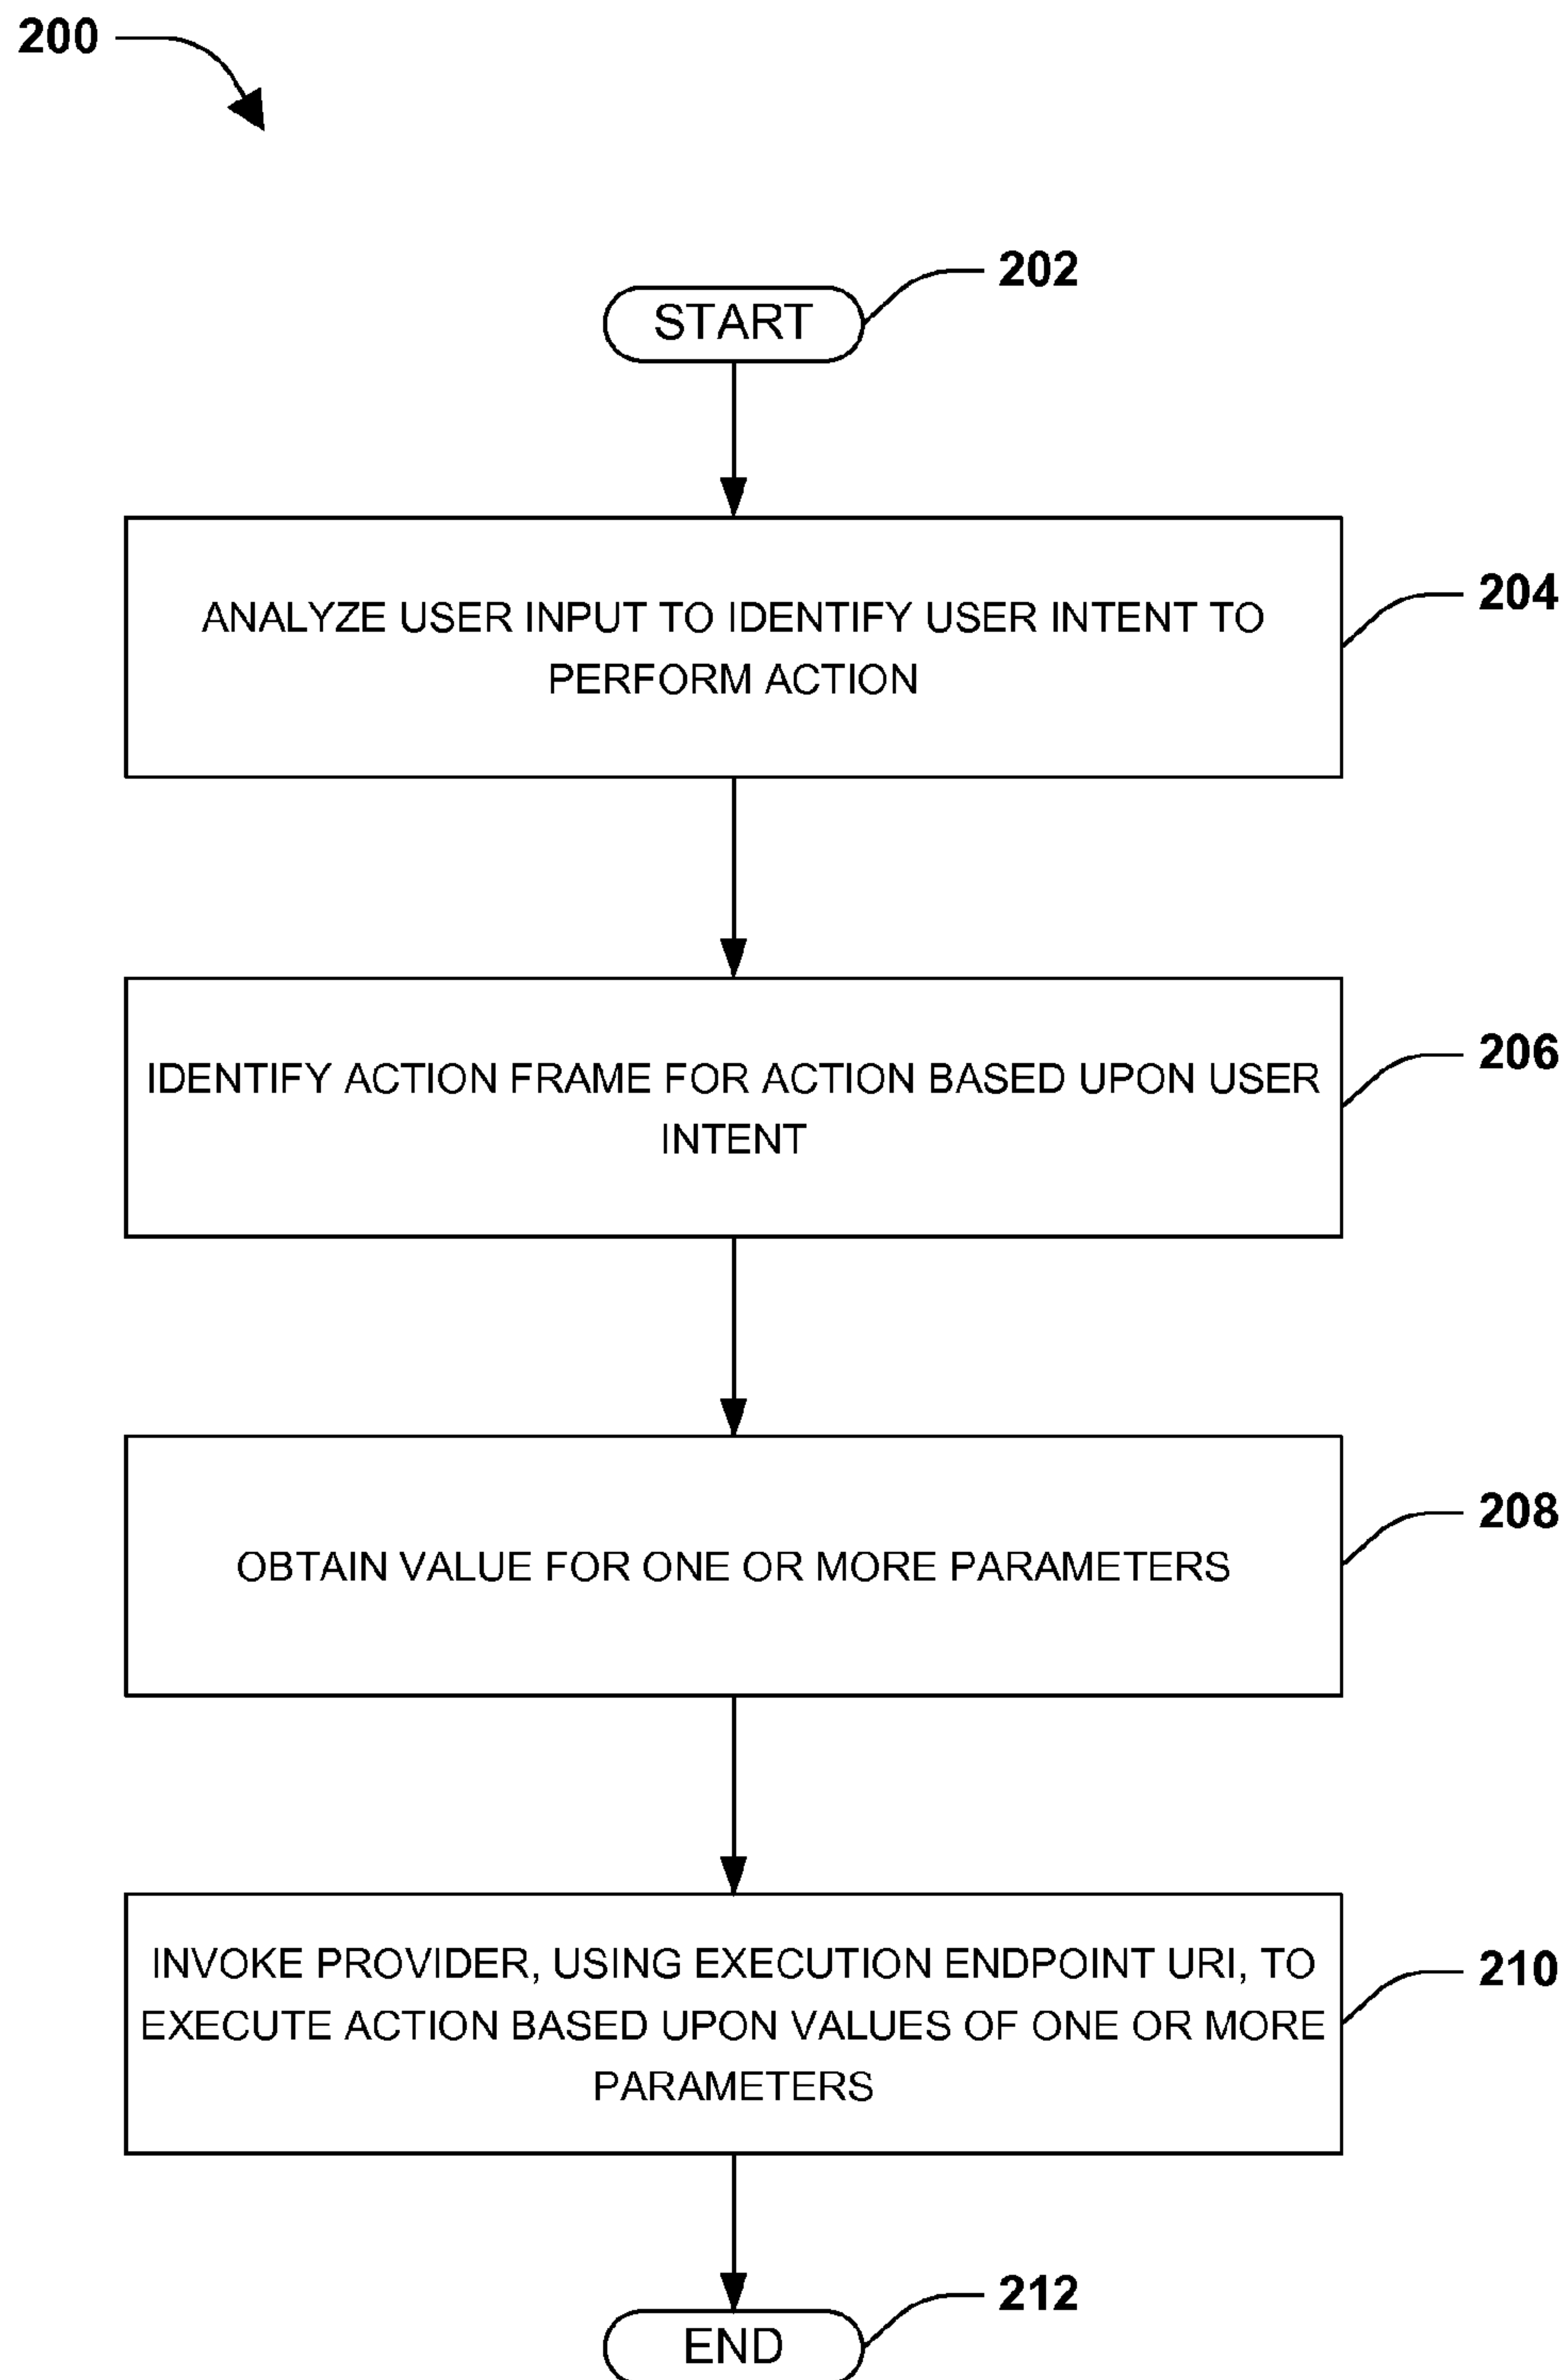 200
202
START
204
ANALYZE USER INPUT TO IDENTIFY USER INTENT TO
PERFORM ACTION
206
IDENTIFY ACTION FRAME FOR ACTION BASED UPON USER
INTENT
208
OBTAIN VALUE FOR ONE OR MORE PARAMETERS
210
INVOKE PROVIDER, USING EXECUTION ENDPOINT URI, TO
EXECUTE ACTION BASED UPON VALUES OF ONE OR MORE
PARAMETERS
212
END